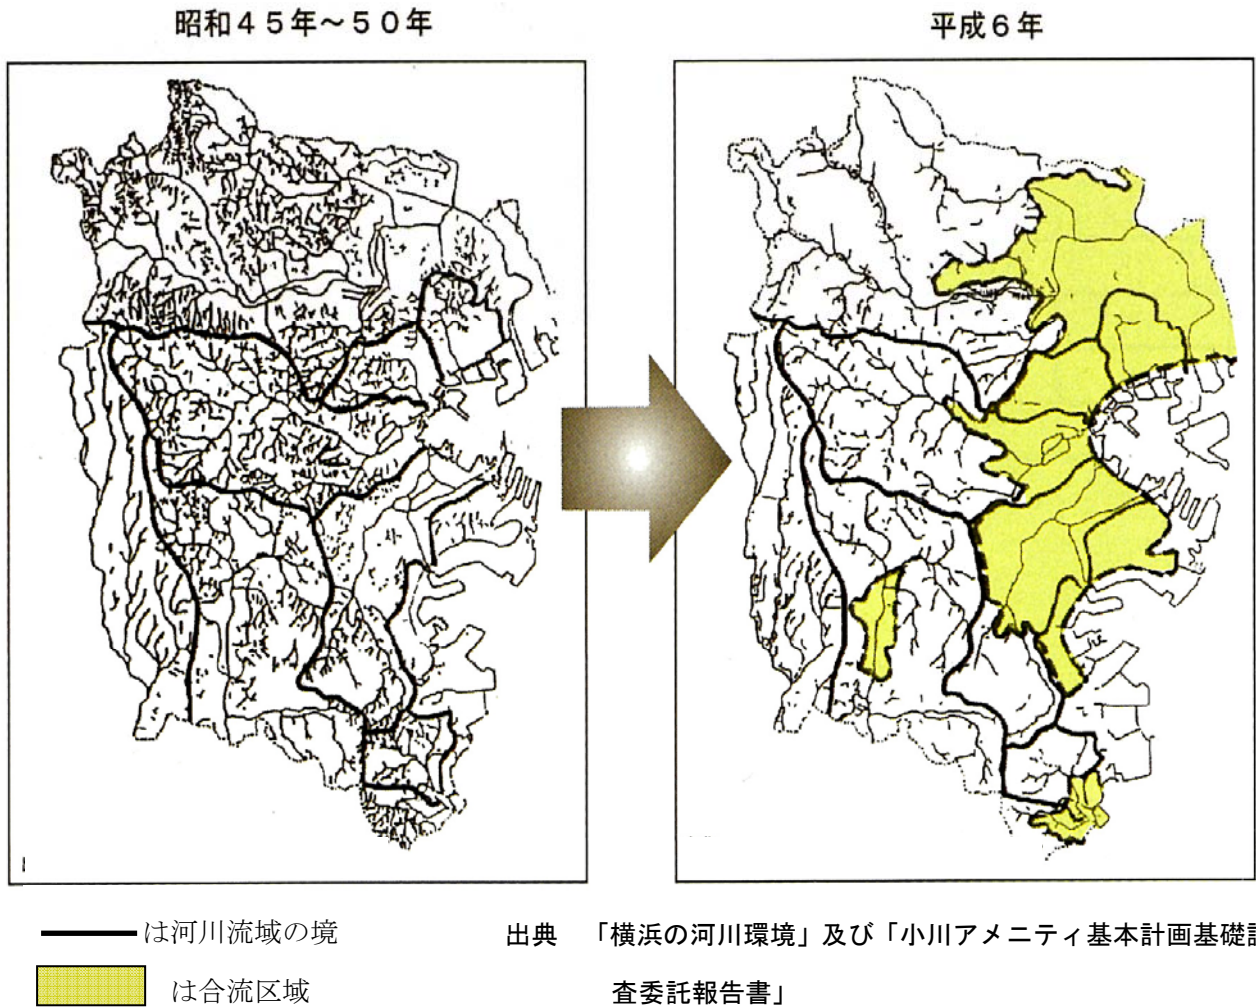 昭和４５年～５０年
平成６年
は河川流域の境
は合流区域
出典　「横浜の河川環境」及び「小川アメニティ基本計画基礎
査委託報告書」